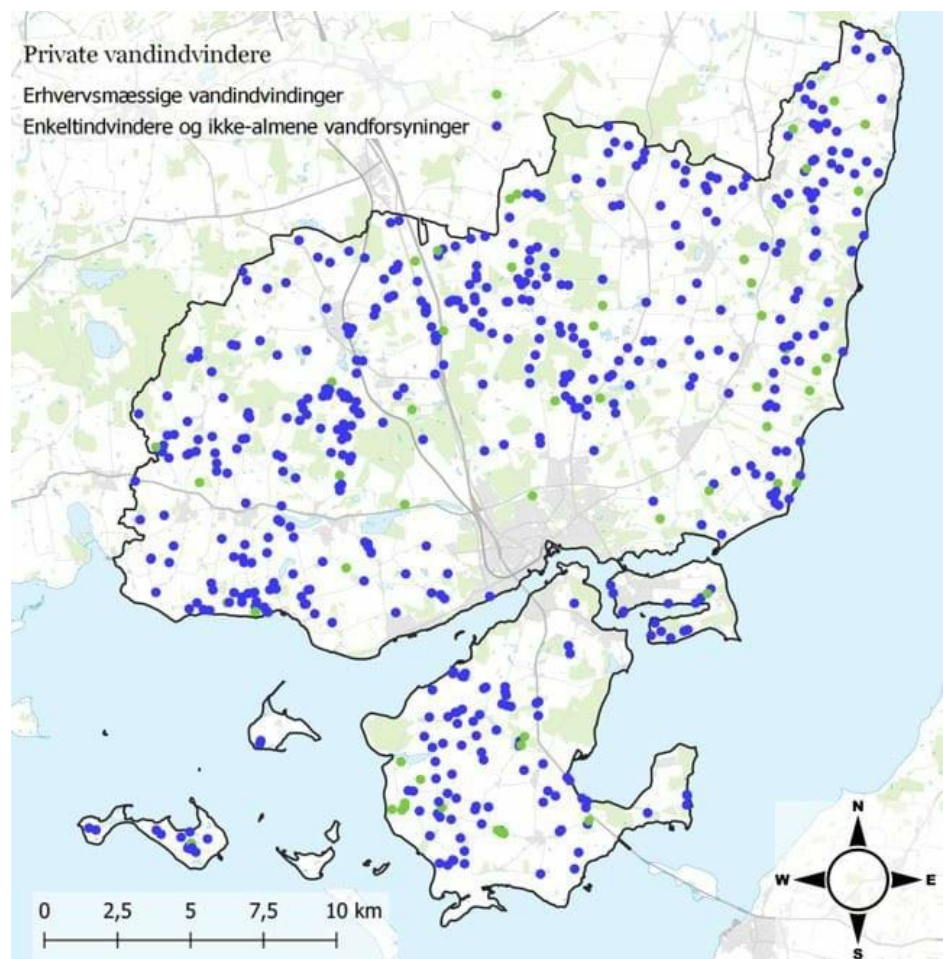 Private vandindvindere
Erhvervsmæssige vandindvindinger
Enkeltindvindere og ikke-almene vandforsyninger
N
W
E
S
0 2,5 5 7,5 10 km